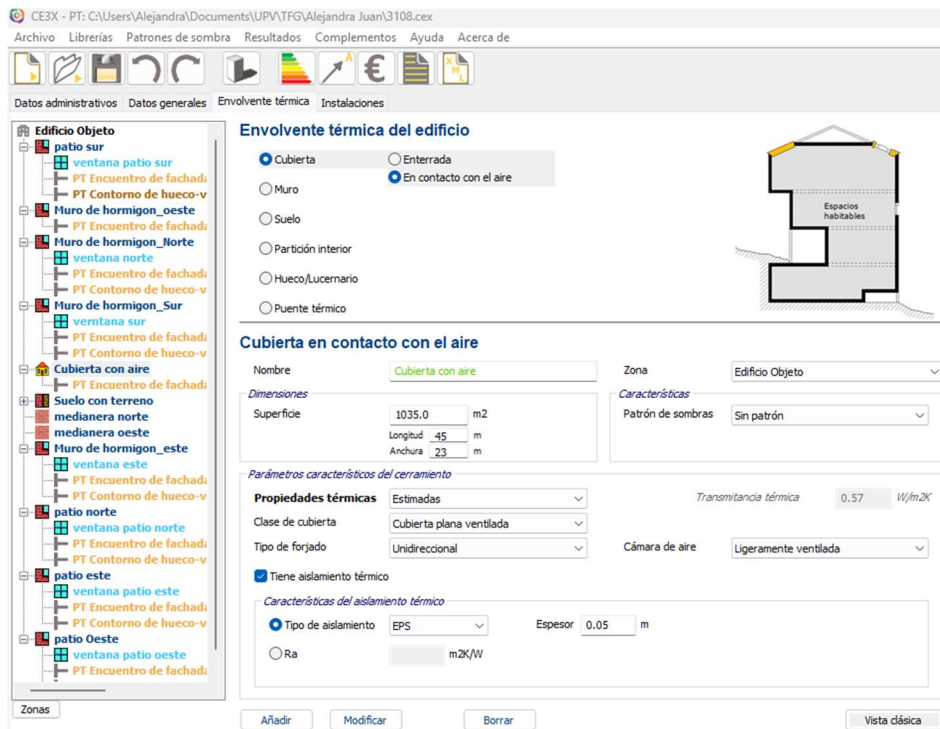 CE3X - PT: C:\Users\Alejandra\Documents\UPV\TFG\Alejandra Juan\3108.cex
Archivo Librerías Patrones de sombra Resultados Complementos Ayuda Acerca de
Datos administrativos Datos generales Envolvente térmica Instalaciones
Edificio Objeto
patio sur
ventana patio sur
PT Encuentro de fachada
PT Contorno de hueco-v
Muro de hormigon_oeste
PT Encuentro de fachada
Muro de hormigon_Norte
ventana norte
PT Encuentro de fachada
PT Contorno de hueco-v
Muro de hormigon_Sur
verntana sur
PT Encuentro de fachada
PT Contorno de hueco-v
Cubierta con aire
PT Encuentro de fachada
Suelo con terreno
medianera norte
medianera oeste
Muro de hormigon_este
ventana este
PT Encuentro de fachada
PT Contorno de hueco-v
patio norte
ventana patio norte
PT Encuentro de fachada
PT Contorno de hueco-v
patio este
ventana patio este
PT Encuentro de fachada
PT Contorno de hueco-v
patio Oeste
ventana patio oeste
PT Encuentro de fachada
Zonas
Envolvente térmica del edificio
Cubierta Enterrada
En contacto con el aire
Muro
Suelo
Partición interior
Hueco/Lucernario
Puente térmico
Espacios
habitables
Cubierta en contacto con el aire
Nombre Cubierta con aire Zona Edificio Objeto
Dimensiones Características
Superficie 1035.0 m2 Patrón de sombras Sin patrón
Longitud 45 m
Anchura 23 m
Parámetros característicos del cerramiento
Propiedades térmicas Estimadas Transmitancia térmica 0.57 W/m2K
Clase de cubierta Cubierta plana ventilada
Tipo de forjado Unidireccional Cámara de aire Ligeramente ventilada
Tiene aislamiento térmico
Características del aislamiento térmico
Tipo de aislamiento EPS Espesor 0.05 m
Ra m2K/W
Añadir Modificar Borrar Vista clásica